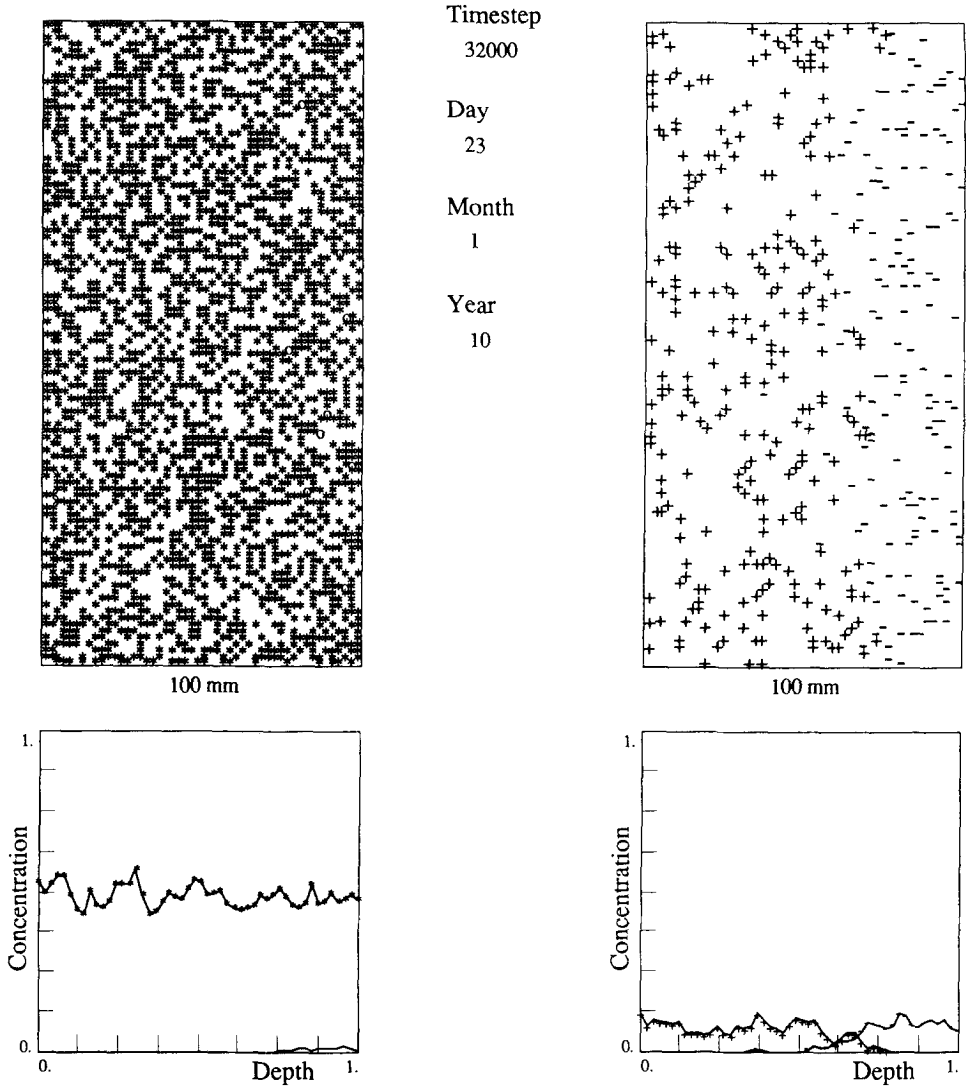 Timestep
32000
Day
23
Month
1
Year
10
100 mm
100 mm
1.
Concentration
0.
0.
Depth
1.
1.
Concentration
0.
0.
Depth
1.